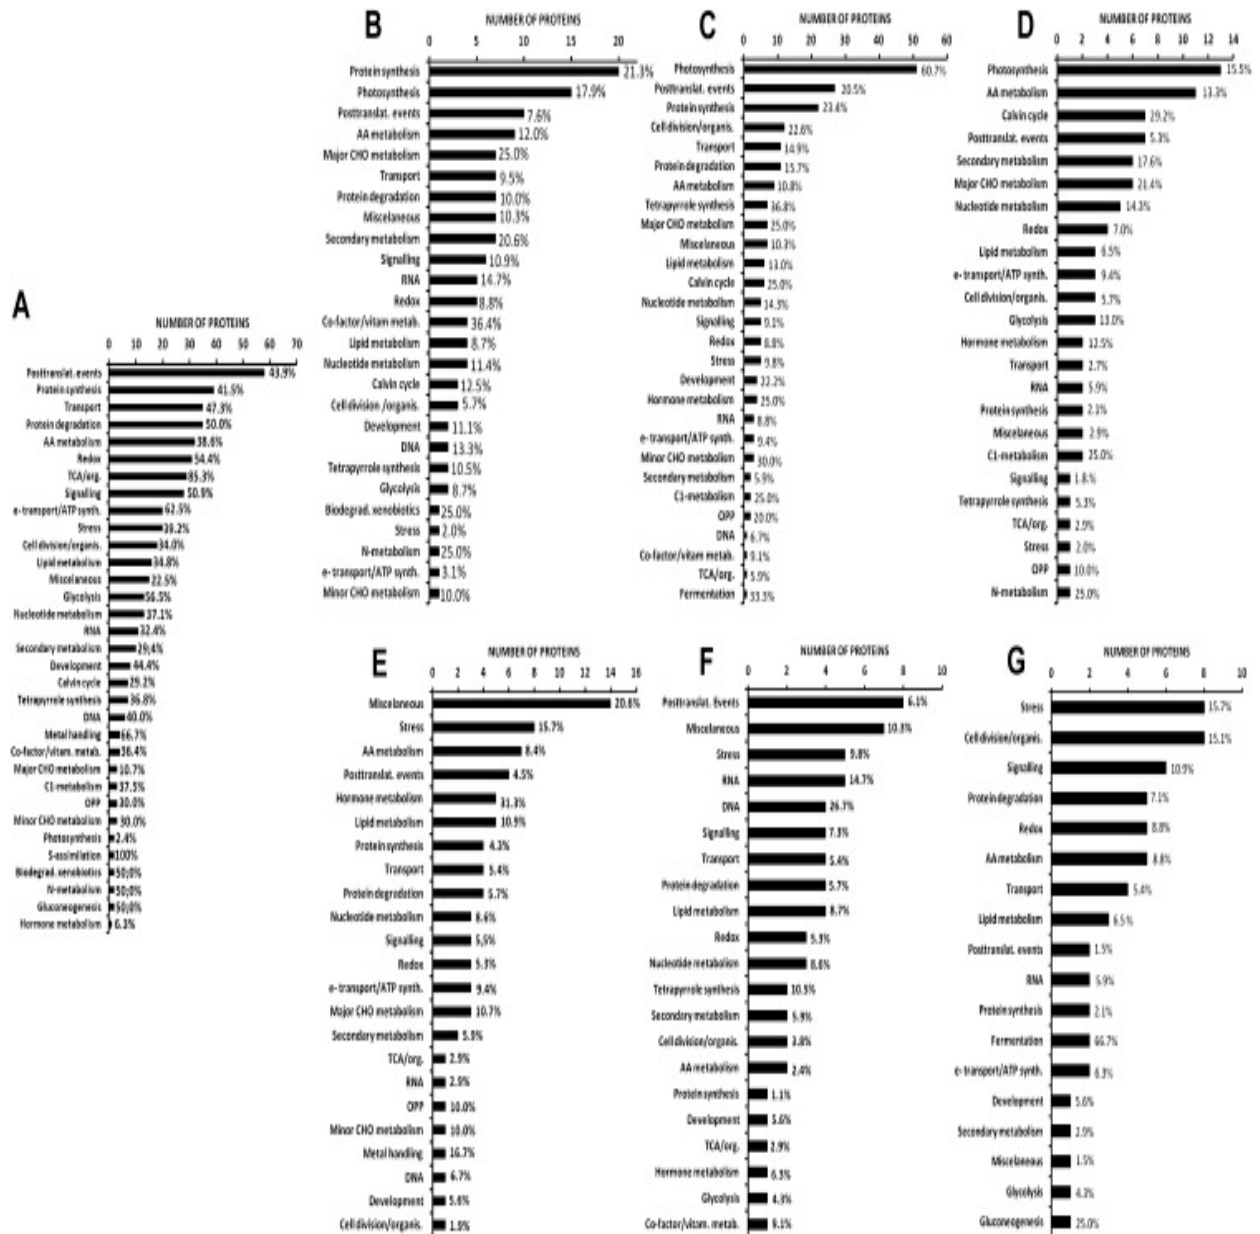 A
NUMBER OF PROTEINS
0 10 20 30 40 50 60 70
Posttranslat. events 43.9%
Protein synthesis 41.5%
Transport 47.3%
Protein degradation 50.0%
AA metabolism 38.6%
Redox 54.4%
TCA/org. 85.3%
Signalling 50.9%
e-transport/ATP synth. 62.5%
Stress 39.2%
Cell division/organis. 34.0%
Lipid metabolism 34.8%
Miscelaneous 22.5%
Glycolysis 56.5%
Nucleotide metabolism 37.1%
RNA 32.4%
Secondary metabolism 29;4%
Development 44.4%
Calvin cycle 29.2%
Tetrapyrrole synthesis 36.8%
DNA 40.0%
Metal handling 66.7%
Co-factor/vitam. metab. 36.4%
Major CHO metabolism 10.7%
C1-metabolism 37.5%
OPP 30.0%
Minor CHO metabolism 30.0%
Photosynthesis 2.4%
S-assimilation 100%
Biodegrad. xenobiotics 50;0%
N-metabolism 50;0%
Gluconeogenesis 50;0%
Hormone metabolism 6.3%
B
NUMBER OF PROTEINS
0 5 10 15 20
Protein synthesis 21.3%
Photosynthesis 17.9%
Posttranslat. events 7.6%
AA metabolism 12.0%
Major CHO metabolism 25.0%
Transport 9.5%
Protein degradation 10.0%
Miscelaneous 10.3%
Secondary metabolism 20.6%
Signalling 10.9%
RNA 14.7%
Redox 8.8%
Co-factor/vitam metab. 36.4%
Lipid metabolism 8.7%
Nucleotide metabolism 11.4%
Calvin cycle 12.5%
Cell division /organis. 5.7%
Development 11.1%
DNA 13.3%
Tetrapyrrole synthesis 10.5%
Glycolysis 8.7%
Biodegrad. xenobiotics 25.0%
Stress 2.0%
N-metabolism 25.0%
e-transport/ATP synth. 3.1%
Minor CHO metabolism 10.0%
C
NUMBER OF PROTEINS
0 10 20 30 40 50 60
Photosynthesis 60.7%
Posttranslat. events 20.5%
Protein synthesis 23.4%
Cell division/organis. 22.6%
Transport 14.9%
Protein degradation 15.7%
AA metabolism 10.8%
Tetrapyrrole synthesis 36.8%
Major CHO metabolism 25.0%
Miscelaneous 10.3%
Lipid metabolism 13.0%
Calvin cycle 25.0%
Nucleotide metabolism 14.3%
Signalling 9.1%
Redox 8.8%
Stress 9.8%
Development 22.2%
Hormone metabolism 25.0%
RNA 8.8%
e-transport/ATP synth. 9.4%
Minor CHO metabolism 30.0%
Secondary metabolism 5.9%
C1-metabolism 25.0%
OPP 20.0%
DNA 6.7%
Co-factor/vitam metab. 9.1%
TCA/org. 5.9%
Fermentation 33.3%
D
NUMBER OF PROTEINS
0 2 4 6 8 10 12 14
Photosynthesis 15.5%
AA metabolism 13.3%
Calvin cycle 29.2%
Posttranslat. events 5.3%
Secondary metabolism 17.6%
Major CHO metabolism 21.4%
Nucleotide metabolism 14.3%
Redox 7.0%
Lipid metabolism 6.5%
e- transport/ATP synth. 9.4%
Cell division/organis. 5.7%
Glycolysis 13.0%
Hormone metabolism 12.5%
Transport 2.7%
RNA 5.9%
Protein synthesis 2.1%
Miscelaneous 2.9%
C1-metabolism 25.0%
Signalling 1.8.%
Tetrapyrrole synthesis 5.3%
TCA/org. 2.9%
Stress 2.0%
OPP 10.0%
N-metabolism 25.0%
E
NUMBER OF PROTEINS
0 2 4 6 8 10 12 14 16
Miscelaneous 20.6%
Stress 15.7%
AA metabolism 8.4%
Posttranslat. events 4.5%
Hormone metabolism 31.3%
Lipid metabolism 10.9%
Protein synthesis 4.3%
Transport 5.4%
Protein degradation 5.7%
Nucleotide metabolism 8.6%
Signalling 5.5%
Redox 5.3%
e- transport/ATP synth. 9.4%
Major CHO metabolism 10.7%
Secondary metabolism 5.9%
TCA/org. 2.9%
RNA 2.9%
OPP 10.0%
Minor CHO metabolism 10.0%
Metal handling 16.7%
DNA 6.7%
Development 5.6%
Cell division/organis. 1.9%
F
NUMBER OF PROTEINS
0 2 4 6 8 10
Posttranslat. Events 6.1%
Miscelaneous 10.3%
Stress 9.8%
RNA 14.7%
DNA 26.7%
Signalling 7.3%
Transport 5.4%
Protein degradation 5.7%
Lipid metabolism 8.7%
Redox 5.3%
Nucleotide metabolism 8.6%
Tetrapyrrole synthesis 10.5%
Secondary metabolism 5.9%
Cell division/organis. 3.8%
AA metabolism 2.4%
Protein synthesis 1.1%
Development 5.6%
TCA/org. 2.9%
Hormone metabolism 6.3%
Glycolysis 4.3%
Co-factor/vitam. metab. 9.1%
G
NUMBER OF PROTEINS
0 2 4 6 8 10
Stress 15.7%
Cell division/organis. 15.1%
Signalling 10.9%
Protein degradation 7.1%
Redox 8.8%
AA metabolism 8.8%
Transport 5.4%
Lipid metabolism 6.5%
Posttranslat. events 1.5%
RNA 5.9%
Protein synthesis 2.1%
Fermentation 66.7%
e- transport/ATP synth. 6.3%
Development 5.6%
Secondary metabolism 2.9%
Miscelaneous 1.5%
Glycolysis 4.3%
Gluconeogenesis 25.0%